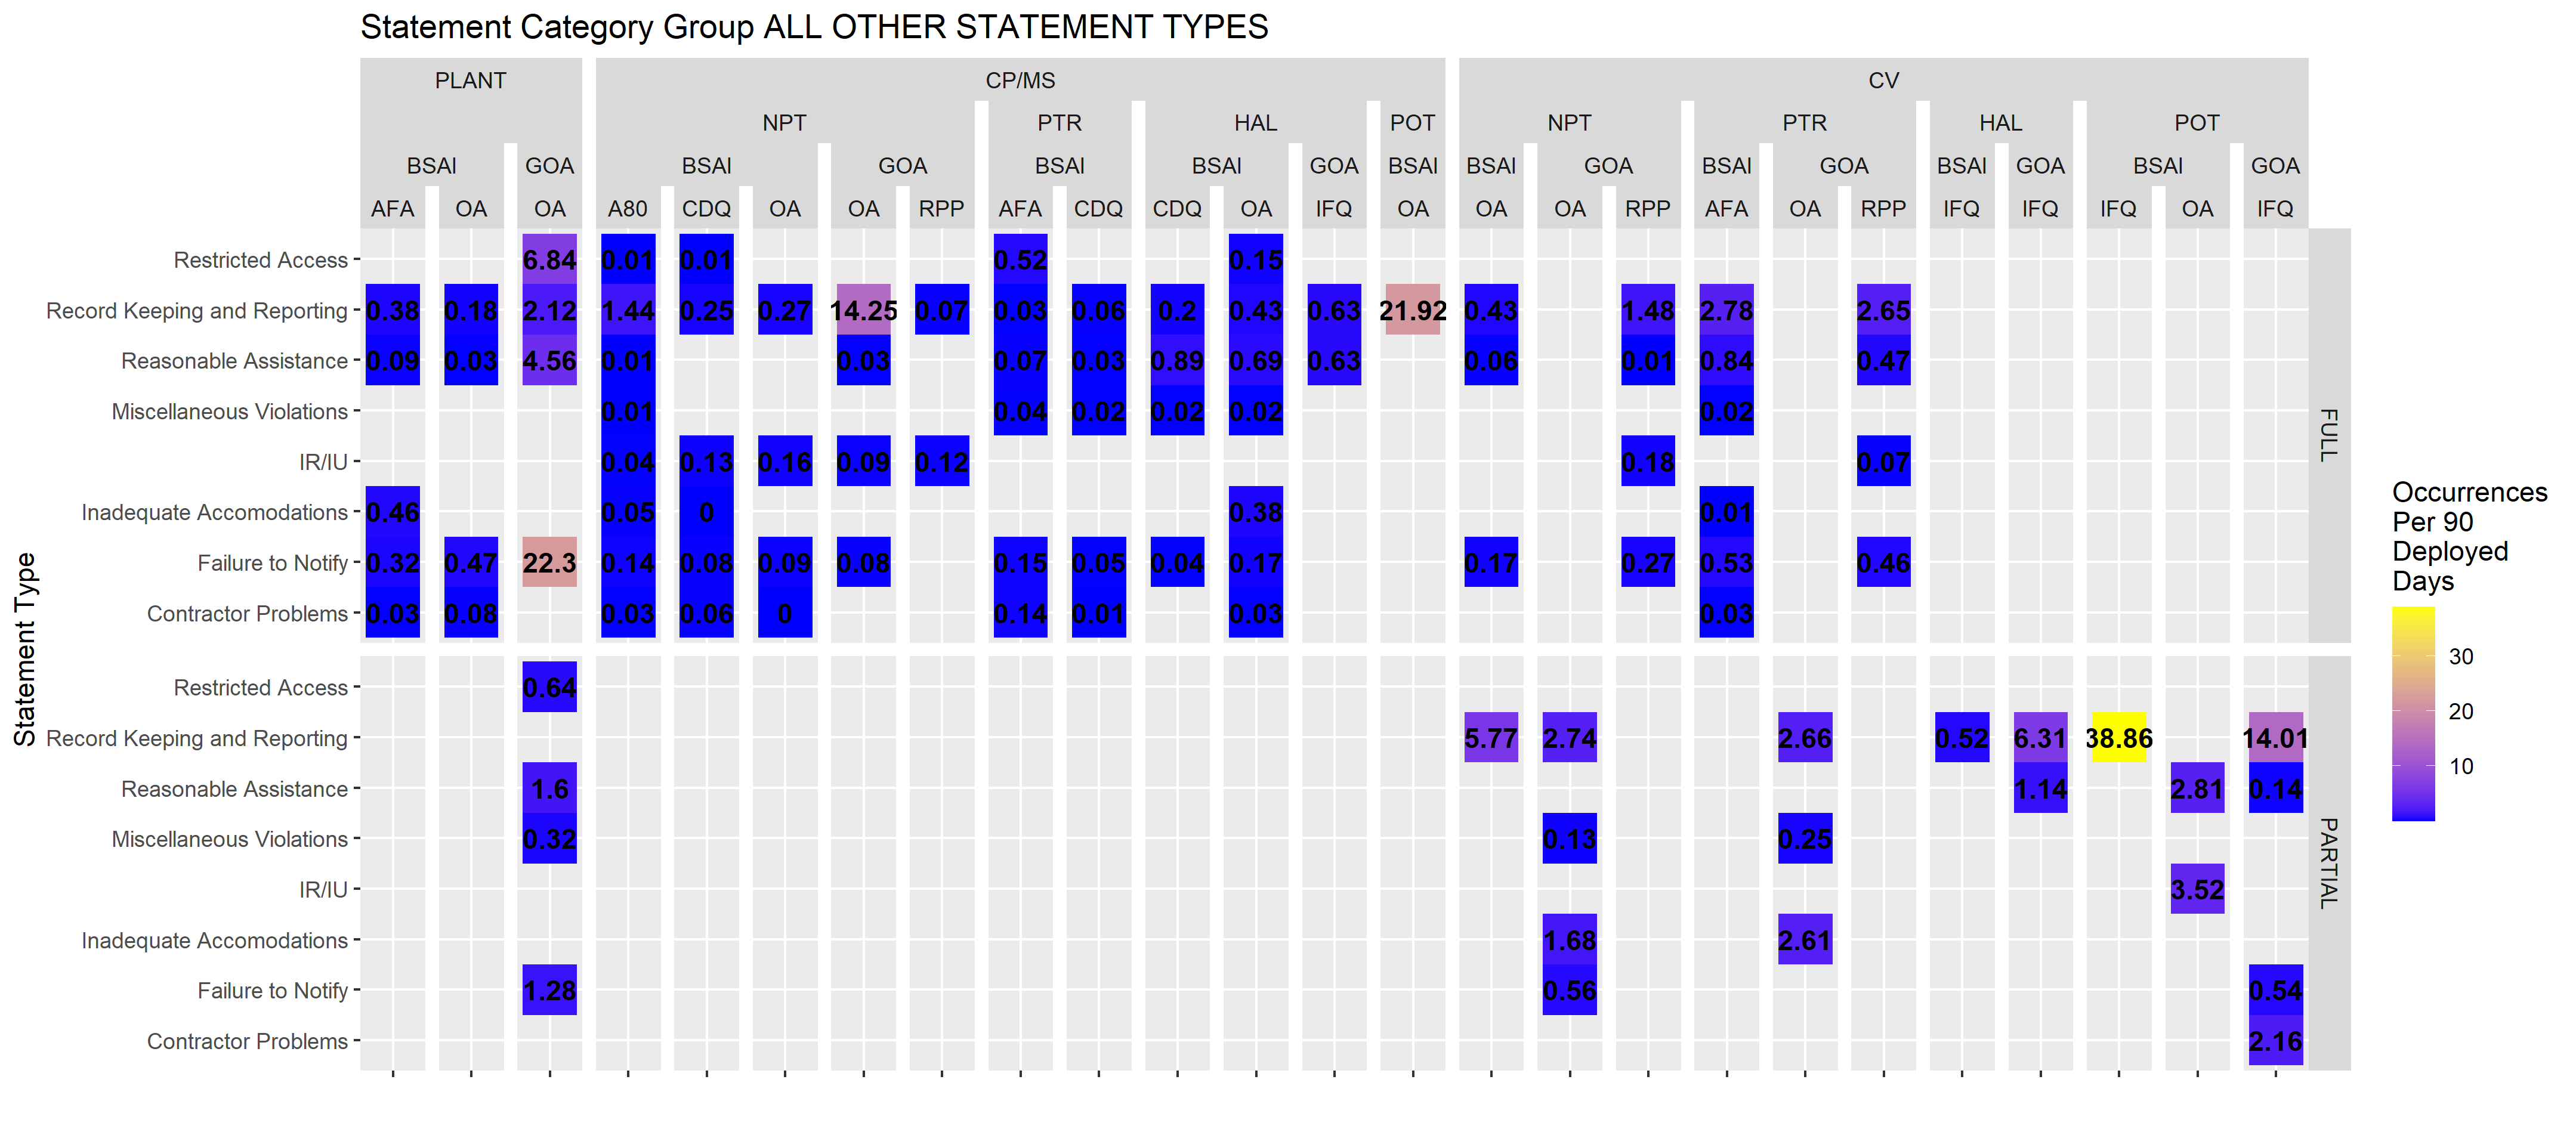 Statement Category Group ALL OTHER STATEMENT TYPES
PLANT CP/MS CV
NPT PTR HAL POT NPT PTR HAL POT
BSAI GOA BSAI GOA BSAI BSAI GOA BSAI BSAI GOA BSAI GOA BSAI GOA BSAI GOA
AFA OA OA A80 CDQ OA OA RPP AFA CDQ CDQ OA IFQ OA OA OA RPP AFA OA RPP IFQ IFQ IFQ OA IFQ
Restricted Access 6.84 0.01 0.01 0.52 0.15
Record Keeping and Reporting 0.38 0.18 2.12 1.44 0.25 0.27 14.25 0.07 0.03 0.06 0.2 0.43 0.63 21.92 0.43 1.48 2.78 2.65
Reasonable Assistance 0.09 0.03 4.56 0.01 0.03 0.07 0.03 0.89 0.69 0.63 0.06 0.01 0.84 0.47
Miscellaneous Violations 0.01 0.04 0.02 0.02 0.02 0.02
IR/IU 0.04 0.13 0.16 0.09 0.12 0.18 0.07
Inadequate Accomodations 0.46 0.05 0 0.38 0.01
Failure to Notify 0.32 0.47 22.3 0.14 0.08 0.09 0.08 0.15 0.05 0.04 0.17 0.17 0.27 0.53 0.46
Contractor Problems 0.03 0.08 0.03 0.06 0 0.14 0.01 0.03 0.03
FULL
Restricted Access 0.64
Record Keeping and Reporting 5.77 2.74 2.66 0.52 6.31 38.86 14.01
Reasonable Assistance 1.6 1.14 2.81 0.14
Miscellaneous Violations 0.32 0.13 0.25
IR/IU 3.52
Inadequate Accomodations 1.68 2.61
Failure to Notify 1.28 0.56 0.54
Contractor Problems 2.16
PARTIAL
Statement Type
Occurrences
Per 90
Deployed
Days
30
20
10